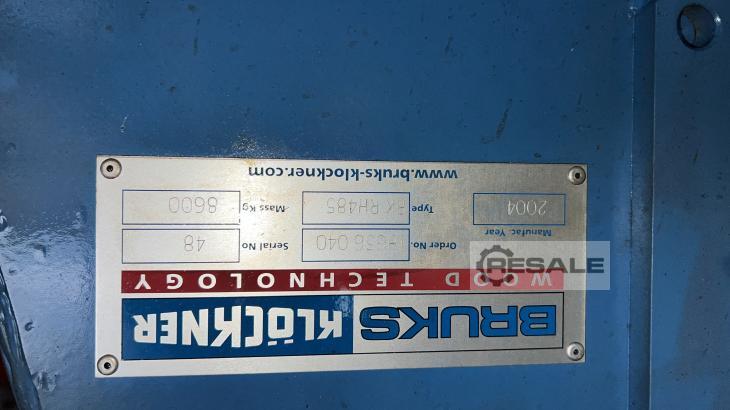 BRUKS KLÖCKNER
WOOD TECHNOLOGY
Order No. 040 Serial No 48
Manufac. Year 2004 Type RH485 Mass Kg 8600
www.bruks-klockner.com
RESALE